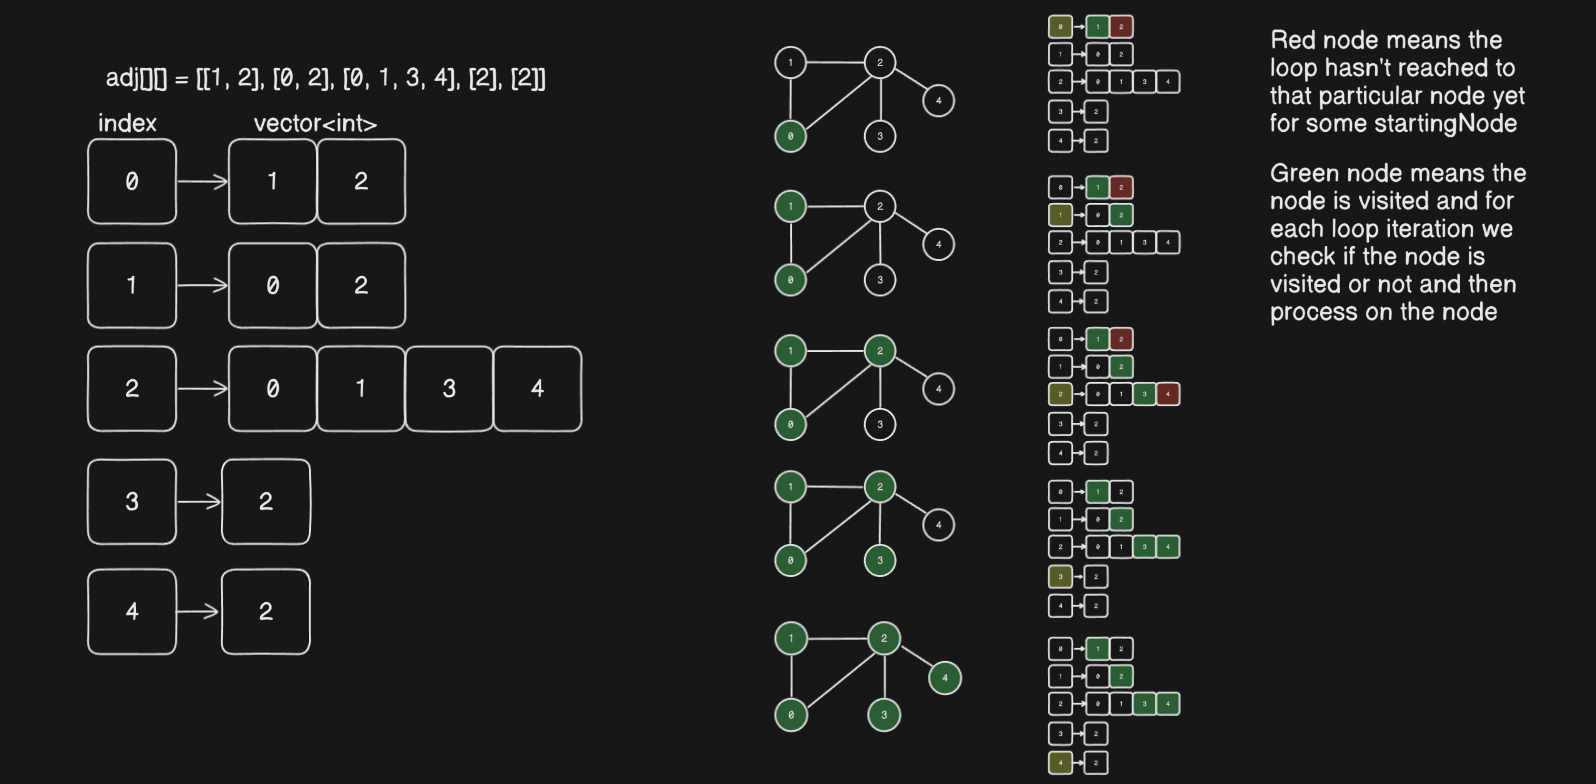 adj[][] = [[1, 2], [0, 2], [0, 1, 3, 4], [2], [2]]
index vector<int>
0 1 2
1 0 2
2 0 1 3 4
3 2
4 2
1 2
4
0 3
1 2
4
0 3
1 2
4
0 3
1 2
4
0 3
1 2
4
0 3
0 1 2
1 0 2
2 0 1 3 4
3 2
4 2
0 1 2
1 0 2
2 0 1 3 4
3 2
4 2
0 1 2
1 0 2
2 0 1 3 4
3 2
4 2
0 1 2
1 0 2
2 0 1 3 4
3 2
4 2
0 1 2
1 0 2
2 0 1 3 4
3 2
4 2
Red node means the
loop hasn't reached to
that particular node yet
for some startingNode
Green node means the
node is visited and for
each loop iteration we
check if the node is
visited or not and then
process on the node